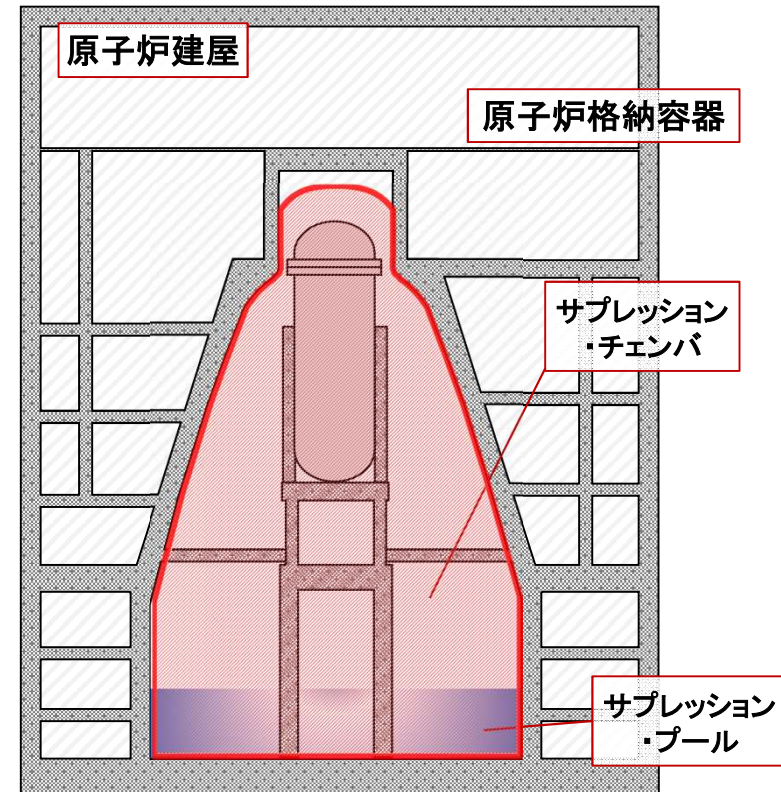 原子炉建屋
原子炉格納容器
サプレッション
・チェンバ
サプレッション
・プール